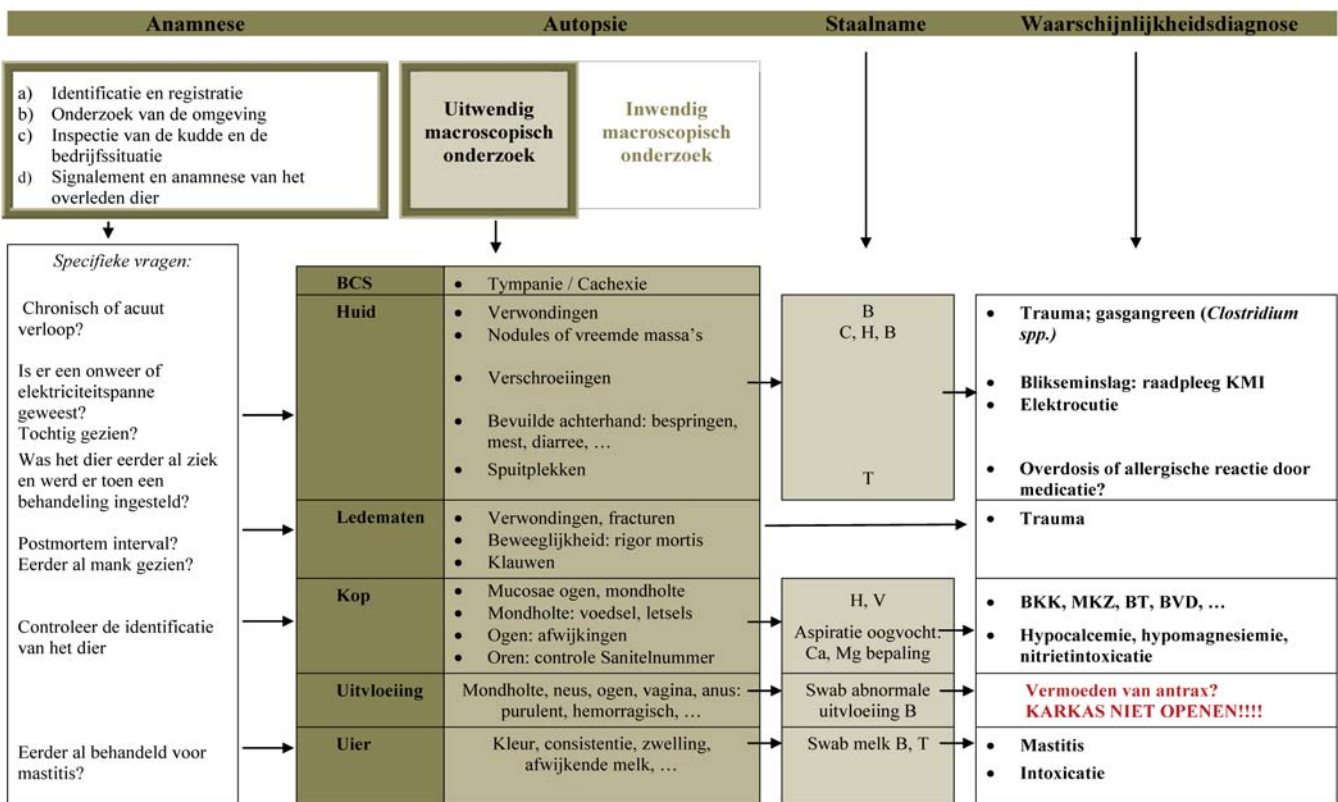 Anamnese
Autopsie
Staalname
Waarschijnlijkheidsdiagnose
a) Identificatie en registratie
b) Onderzoek van de omgeving
c) Inspectie van de kudde en de
bedrijfssituatie
d) Signalement en anamnese van het
overleden dier
Uitwendig
macroscopisch
onderzoek
Inwendig
macroscopisch
onderzoek
Specifieke vragen:
Chronisch of acuut
verloop?
Is er een onweer of
elektriciteitspanne
geweest?
Tochtig gezien?
Was het dier eerder al ziek
en werd er toen een
behandeling ingesteld?
Postmortem interval?
Eerder al mank gezien?
Controleer de identificatie
van het dier
Eerder al behandeld voor
mastitis?
BCS
• Tympanie / Cachexie
Huid
• Verwondingen
• Nodules of vreemde massa's
• Verschroeiingen
• Bevuilde achterhand: bespringen,
mest, diarree, …
• Spuitplekken
B
C, H, B
T
• Trauma; gasgangreen (Clostridium
spp.)
• Blikseminslag: raadpleeg KMI
• Elektrocutie
• Overdosis of allergische reactie door
medicatie?
Ledematen
• Verwondingen, fracturen
• Beweeglijkheid: rigor mortis
• Klauwen
• Trauma
Kop
• Mucosae ogen, mondholte
• Mondholte: voedsel, letsels
• Ogen: afwijkingen
• Oren: controle Sanitelnummer
H, V
Aspiratie oogvocht:
Ca, Mg bepaling
• BKK, MKZ, BT, BVD, …
• Hypocalcemie, hypomagnesiemie,
nitrietintoxicatie
Uitvloeiing
Mondholte, neus, ogen, vagina, anus:
purulent, hemorragisch, …
Swab abnormale
uitvloeiing B
Vermoeden van antrax?
KARKAS NIET OPENEN!!!!
Uier
Kleur, consistentie, zwelling,
afwijkende melk, …
Swab melk B, T
• Mastitis
• Intoxicatie